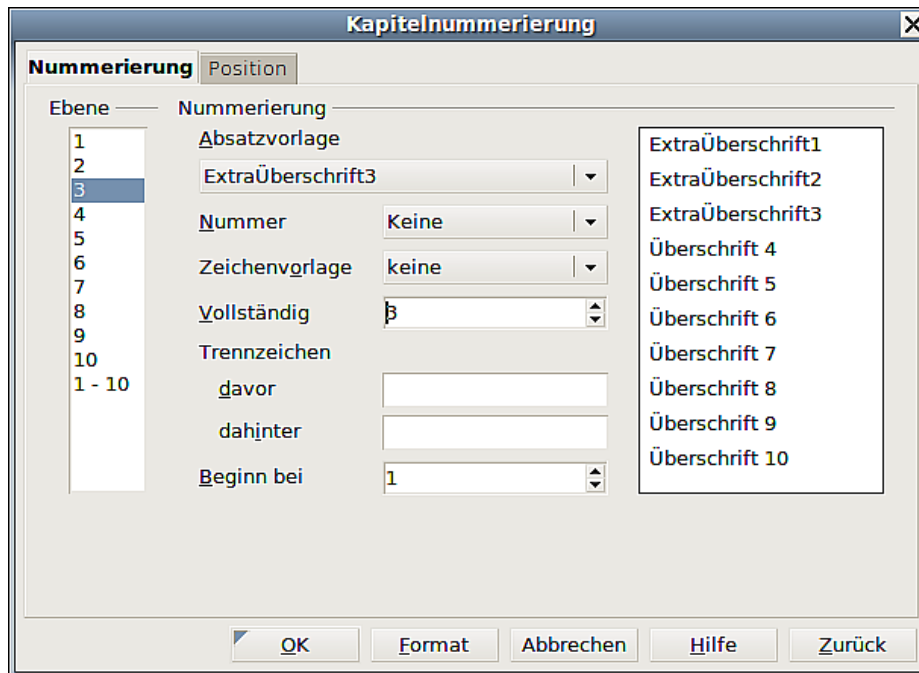 Kapitelnummerierung
Nummerierung Position
Ebene
1
2
3
4
5
6
7
8
9
10
1 - 10
Nummerierung
Absatzvorlage
ExtraÜberschrift3
Nummer Keine
Zeichenvorlage keine
Vollständig 3
Trennzeichen
davor
dahinter
Beginn bei 1
ExtraÜberschrift1
ExtraÜberschrift2
ExtraÜberschrift3
Überschrift 4
Überschrift 5
Überschrift 6
Überschrift 7
Überschrift 8
Überschrift 9
Überschrift 10
OK Format Abbrechen Hilfe Zurück